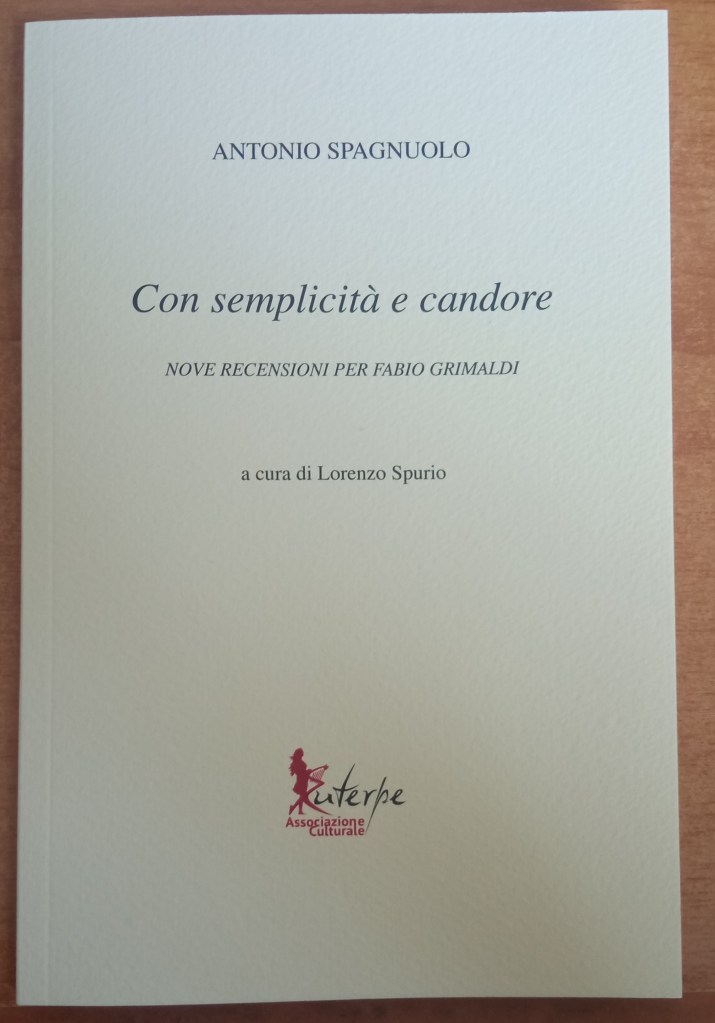 ANTONIO SPAGNUOLO
Con semplicità e candore
NOVE RECENSIONI PER FABIO GRIMALDI
a cura di Lorenzo Spurio
Euterpe
Associazione
Culturale